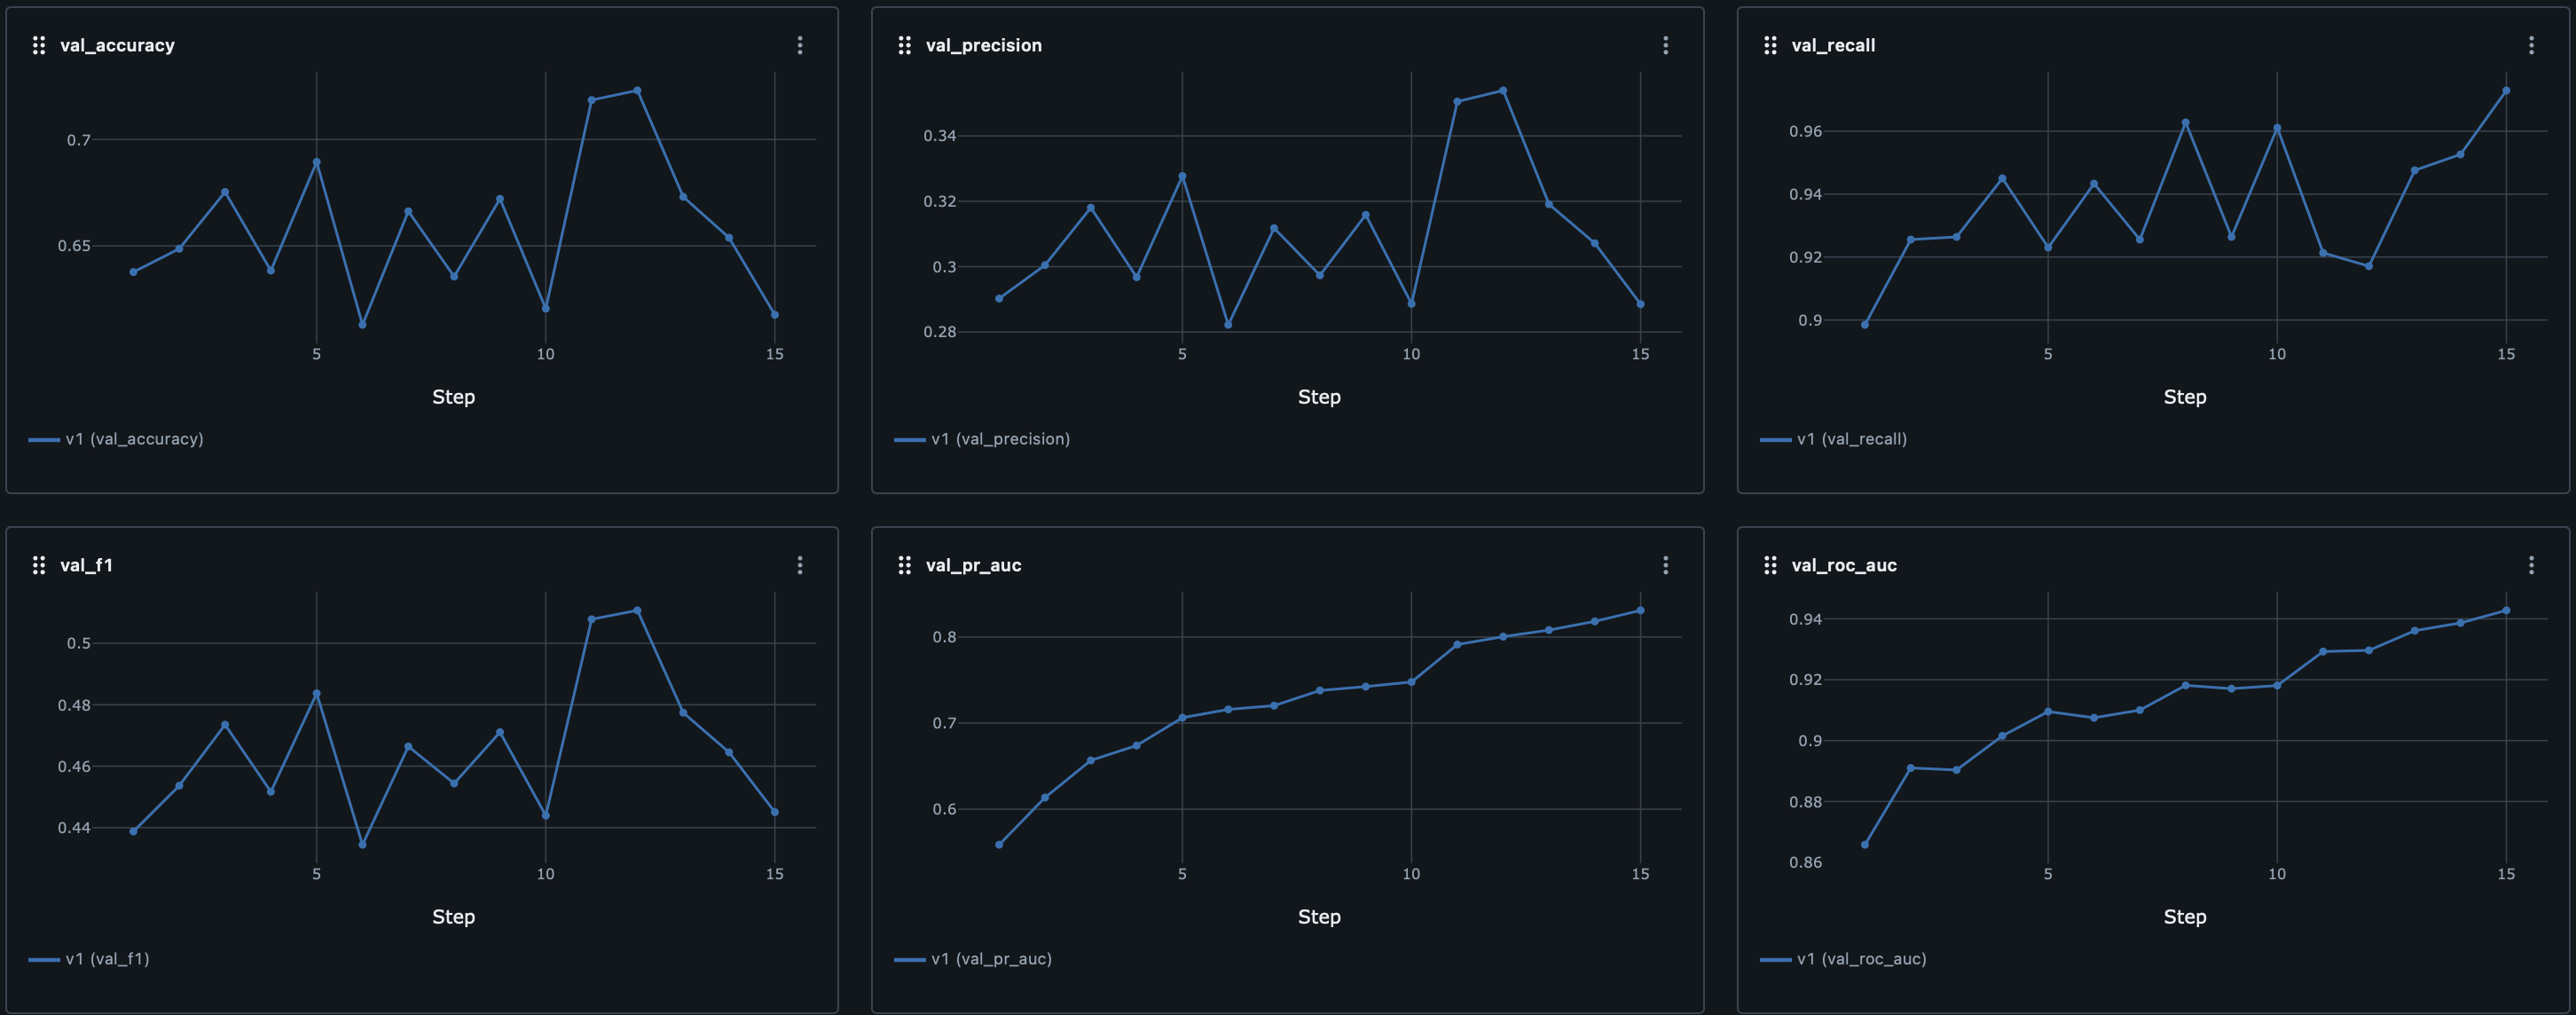 val_accuracy
0.7
0.65
5 10 15
Step
v1 (val_accuracy)
val_precision
0.34
0.32
0.3
0.28
5 10 15
Step
v1 (val_precision)
val_recall
0.96
0.94
0.92
0.9
5 10 15
Step
v1 (val_recall)
val_f1
0.5
0.48
0.46
0.44
5 10 15
Step
v1 (val_f1)
val_pr_auc
0.8
0.7
0.6
5 10 15
Step
v1 (val_pr_auc)
val_roc_auc
0.94
0.92
0.9
0.88
0.86
5 10 15
Step
v1 (val_roc_auc)